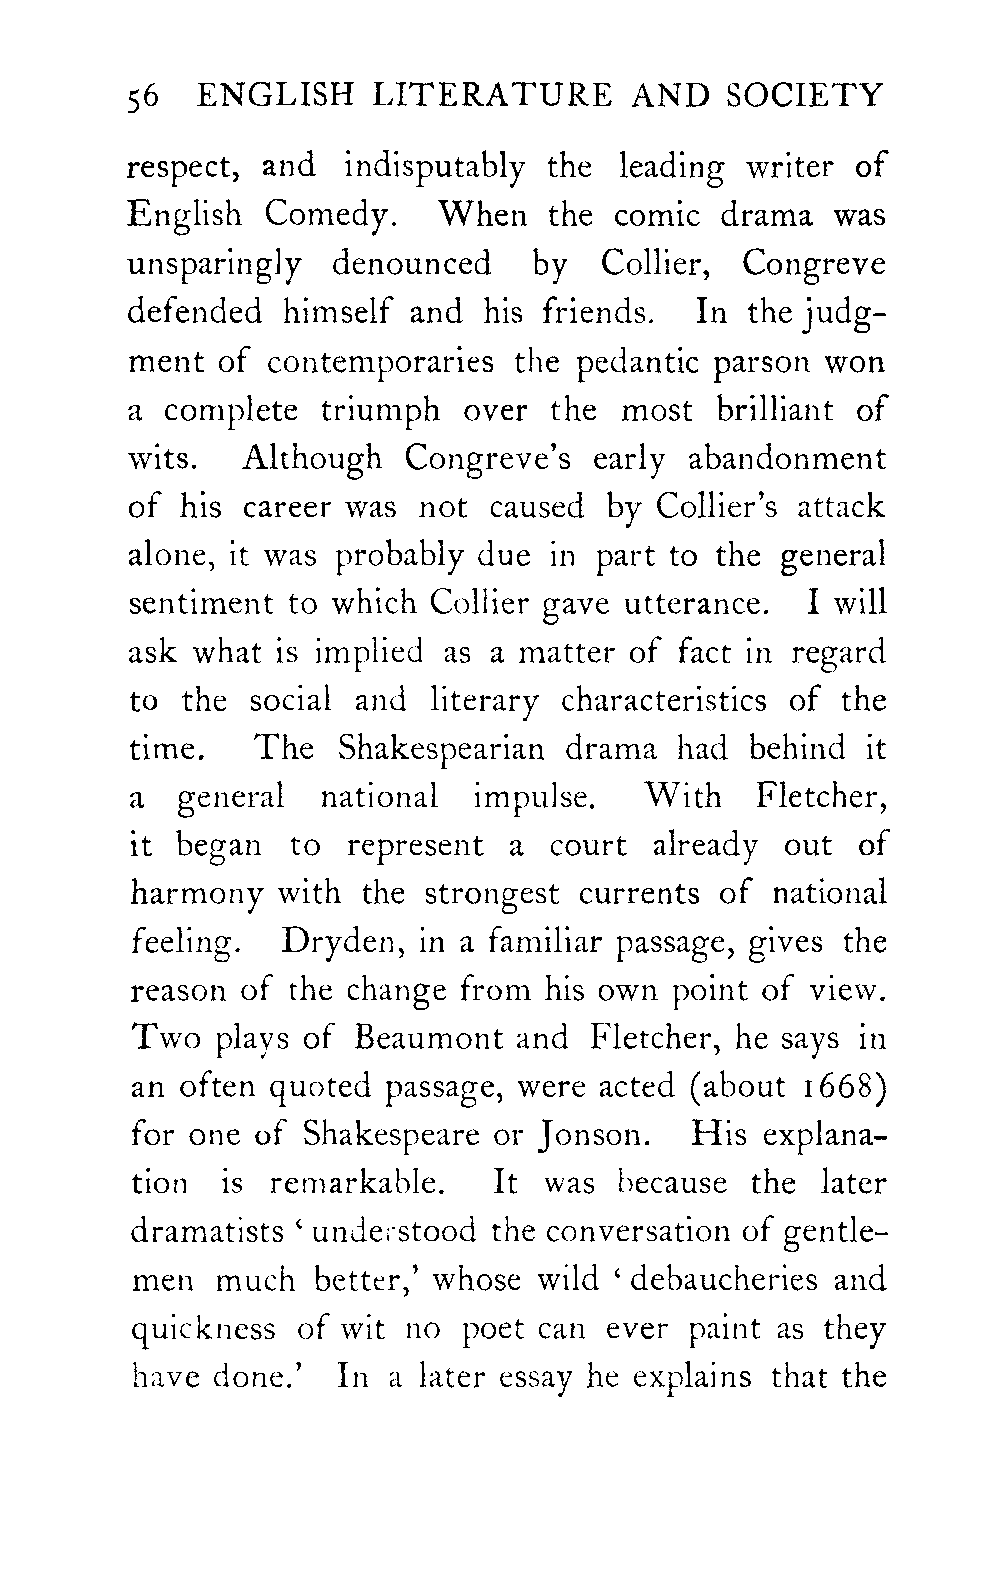 56 ENGLISH LITERATURE AND SOCIETY
respect, and indisputably the leading writer of
English Comedy. When the comic drama was
unsparingly denounced by Collier, Congreve
defended himself and his friends. In the judg-
ment of contemporaries the pedantic parson won
a complete triumph over the most brilliant of
wits. Although Congreve's early abandonment
of his career was not caused by Collier's attack
alone, it was probably due in part to the general
sentiment to which Collier gave utterance. I will
ask what is implied as a matter of fact in regard
to the social and literary characteristics of the
time. The Shakespearian drama had behind it
a general national impulse. With Fletcher,
it began to represent a court already out of
harmony with the strongest currents of national
feeling. Dryden, in a familiar passage, gives the
reason of the change from his own point of view.
Two plays of Beaumont and Fletcher, he says in
an often quoted passage, were acted (about 1668)
for one of Shakespeare or Jonson. His explana-
tion is remarkable. It was because the later
dramatists ‘ understood the conversation of gentle-
men much better,’ whose wild ‘ debaucheries and
quickness of wit no poet can ever paint as they
have done.’ In a later essay he explains that the